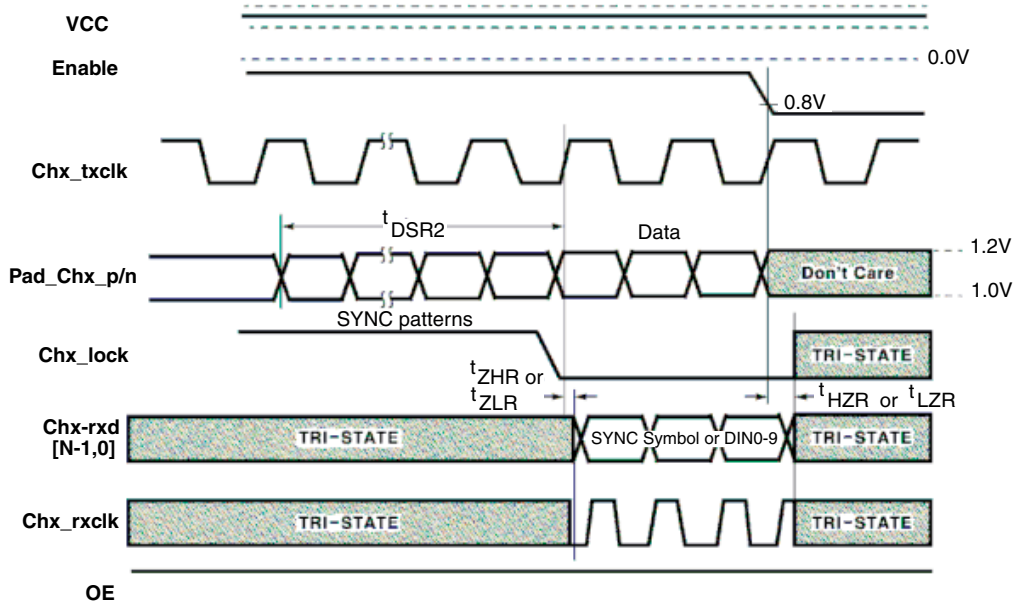 VCC
Enable
0.0V
0.8V
Chx_txclk
tDSR2
Data
Pad_Chx_p/n
Don't Care
1.2V
1.0V
SYNC patterns
Chx_lock
TRI-STATE
tZHR or
tZLR
tHZR or tLZR
Chx-rxd
[N-1,0]
TRI-STATE
SYNC Symbol or DIN0-9
TRI-STATE
Chx_rxclk
TRI-STATE
TRI-STATE
OE